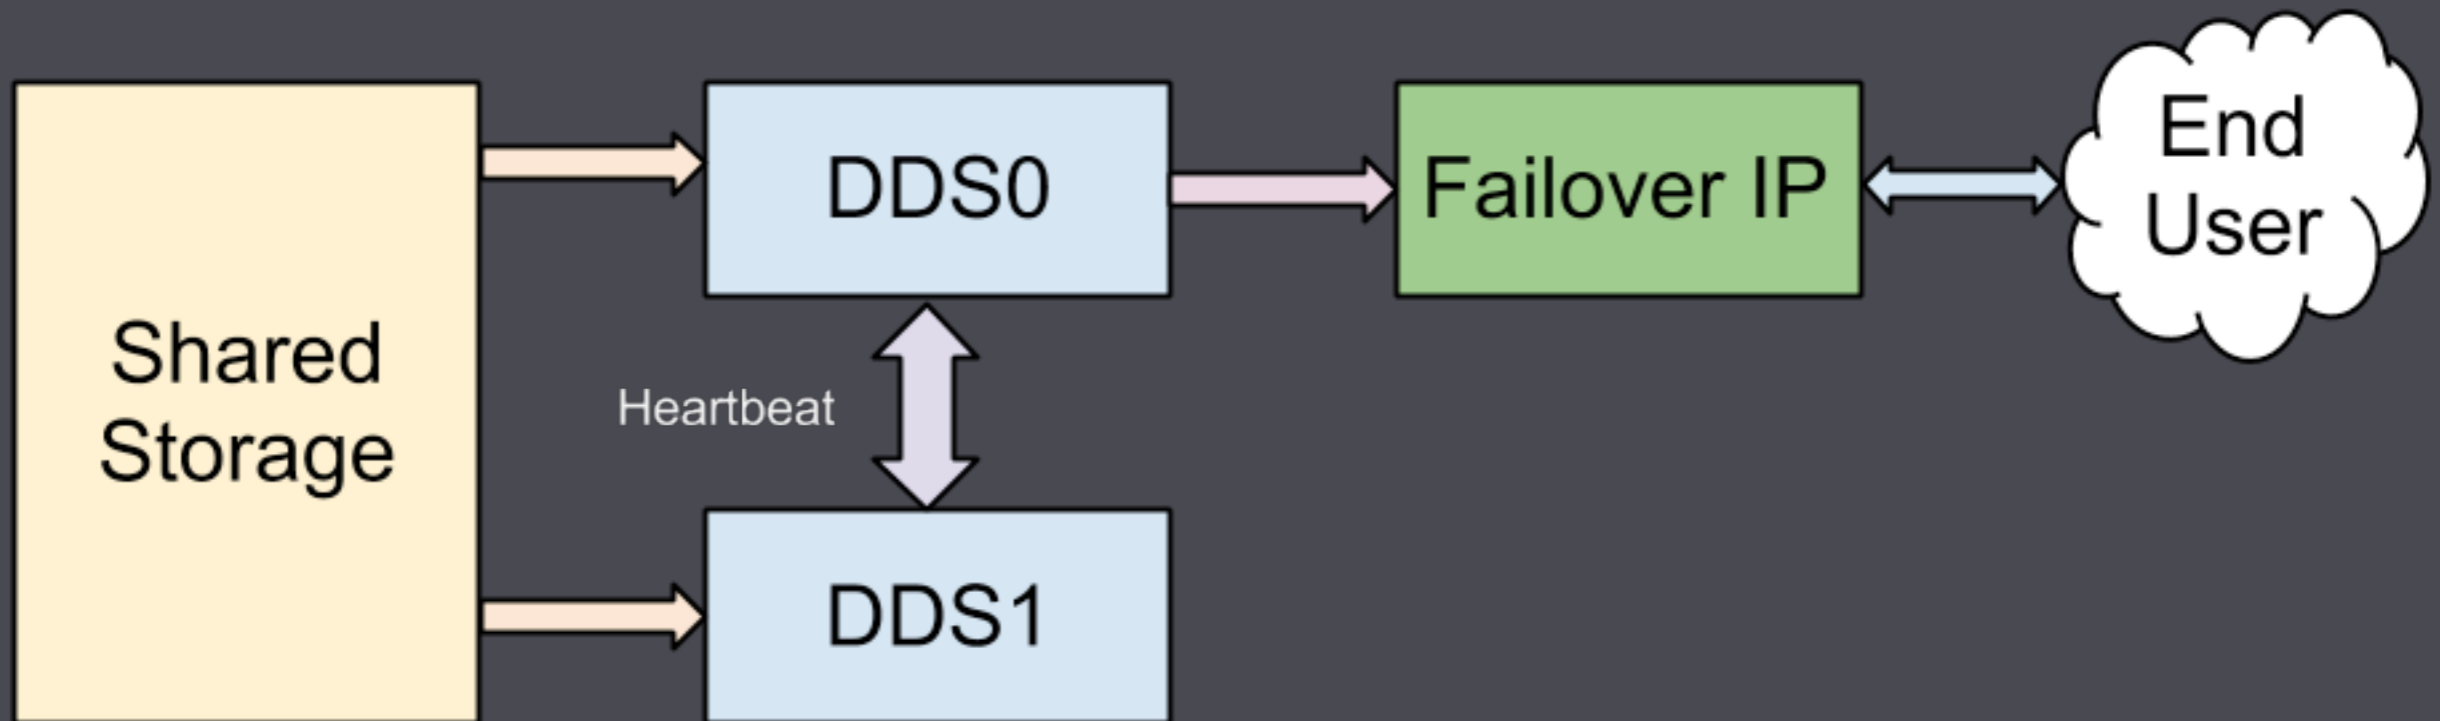 Shared
Storage
DDS0
Heartbeat
DDS1
Failover IP
End
User